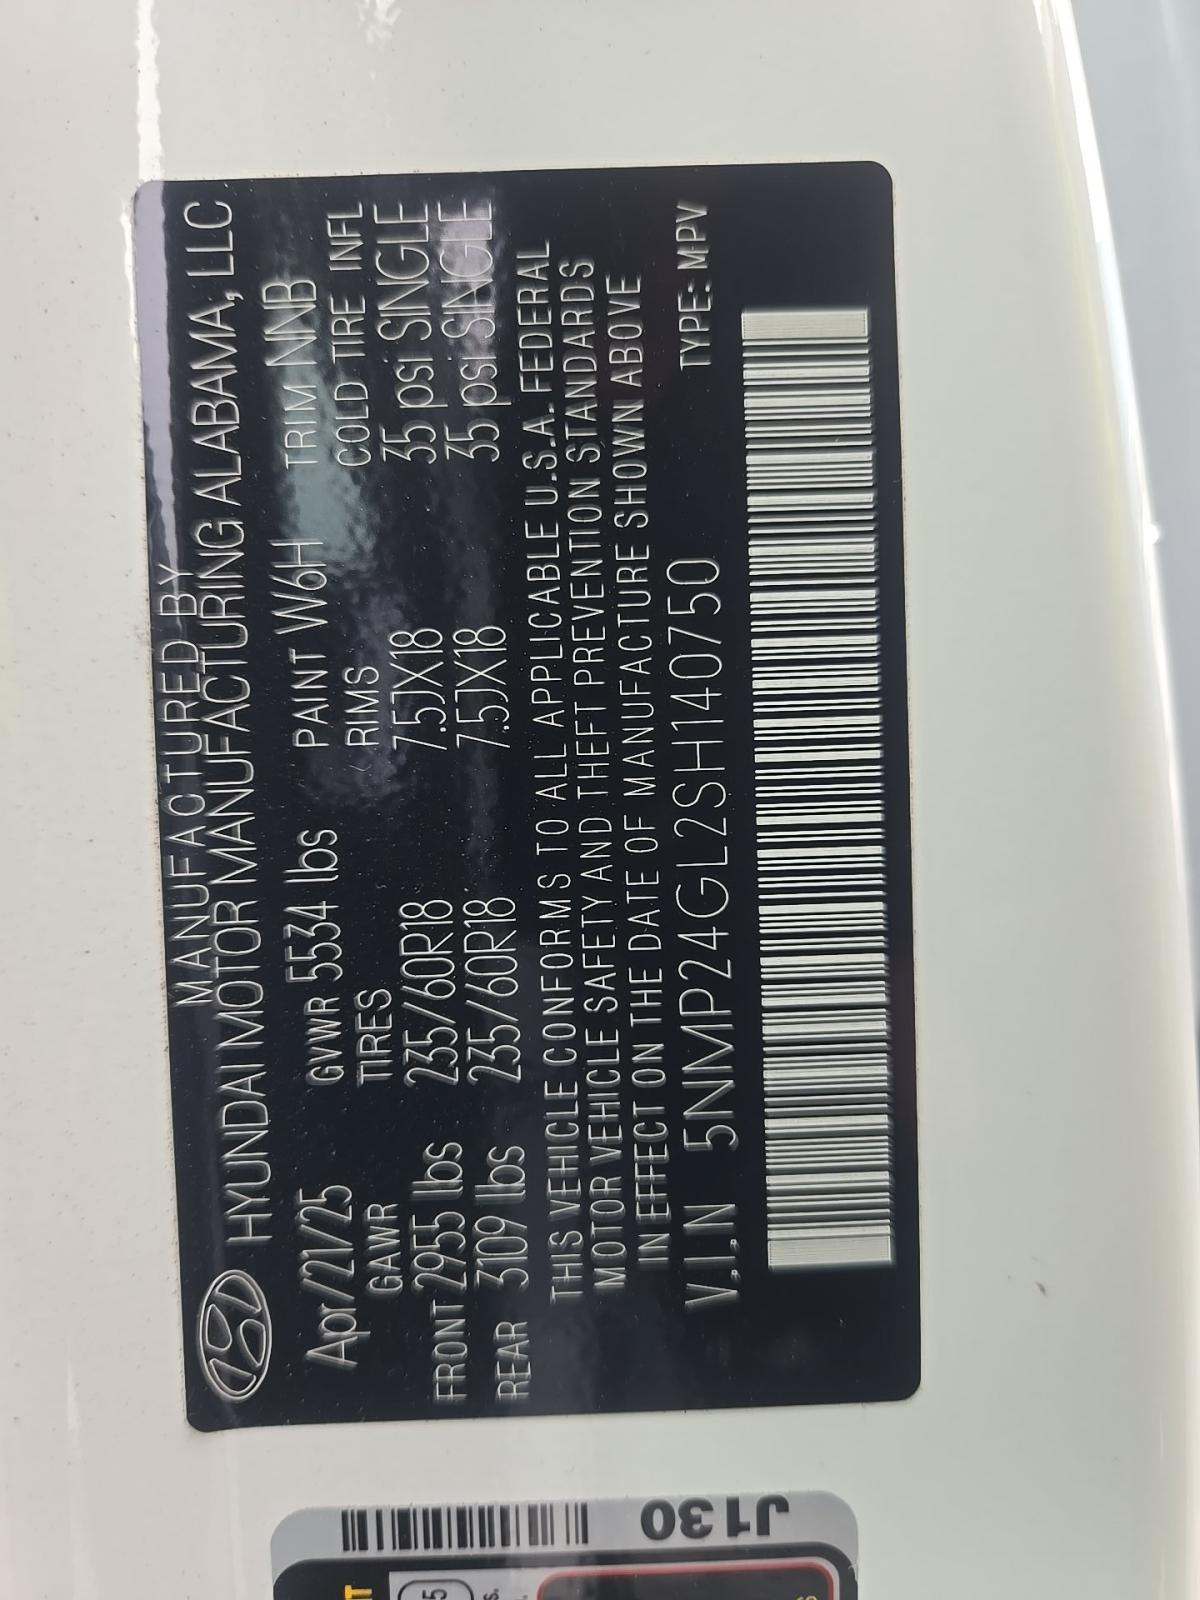 MANUFACTURED BY
HYUNDAI MOTOR MANUFACTURING ALABAMA, LLC
Apr/21/25 GVWR 5534 lbs PAINT W6H TRIM NNB
GAWR TIRES RIMS COLD TIRE INFL
FRONT 2955 lbs 235/60R18 7.5JX18 35 psi SINGLE
REAR 3109 lbs 235/60R18 7.5JX18 35 psi SINGLE
THIS VEHICLE CONFORMS TO ALL APPLICABLE U.S.A. FEDERAL
MOTOR VEHICLE SAFETY AND THEFT PREVENTION STANDARDS
IN EFFECT ON THE DATE OF MANUFACTURE SHOWN ABOVE
V.I.N 5NMP24GL2SH140750 TYPE: MPV
J130